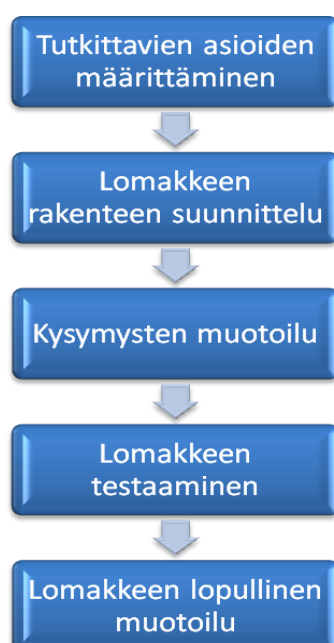 Tutkittavien asioiden
määrittäminen
Lomakkeen
rakenteen suunnittelu
Kysymysten muotoilu
Lomakkeen
testaaminen
Lomakkeen lopullinen
muotoilu